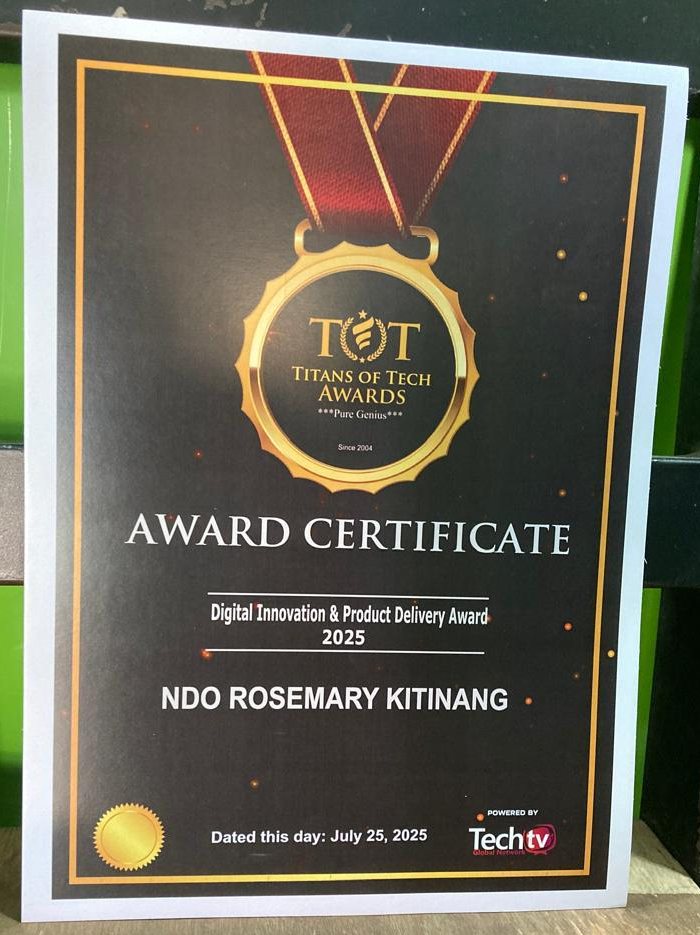 TOT
TITANS OF TECH
AWARDS
***Pure Genius***
Since 2004
AWARD CERTIFICATE
Digital Innovation & Product Delivery Award
2025
NDO ROSEMARY KITINANG
Dated this day: July 25, 2025
POWERED BY
Techtv
Global Network